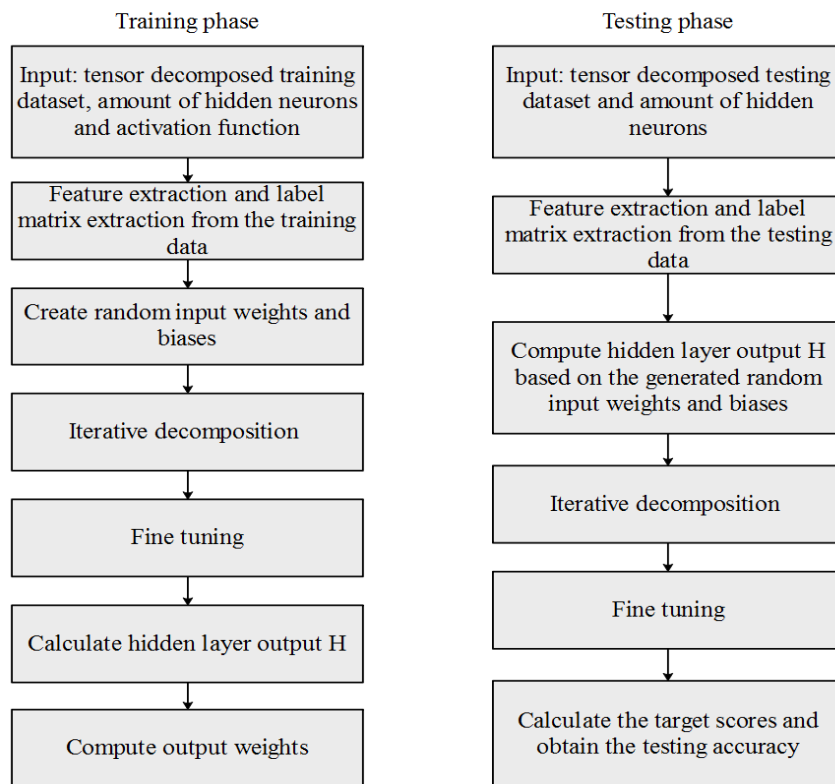 Training phase
Input: tensor decomposed training
dataset, amount of hidden neurons
and activation function
Feature extraction and label
matrix extraction from the training
data
Create random input weights and
biases
Iterative decomposition
Fine tuning
Calculate hidden layer output H
Compute output weights
Testing phase
Input: tensor decomposed testing
dataset and amount of hidden
neurons
Feature extraction and label
matrix extraction from the testing
data
Compute hidden layer output H
based on the generated random
input weights and biases
Iterative decomposition
Fine tuning
Calculate the target scores and
obtain the testing accuracy